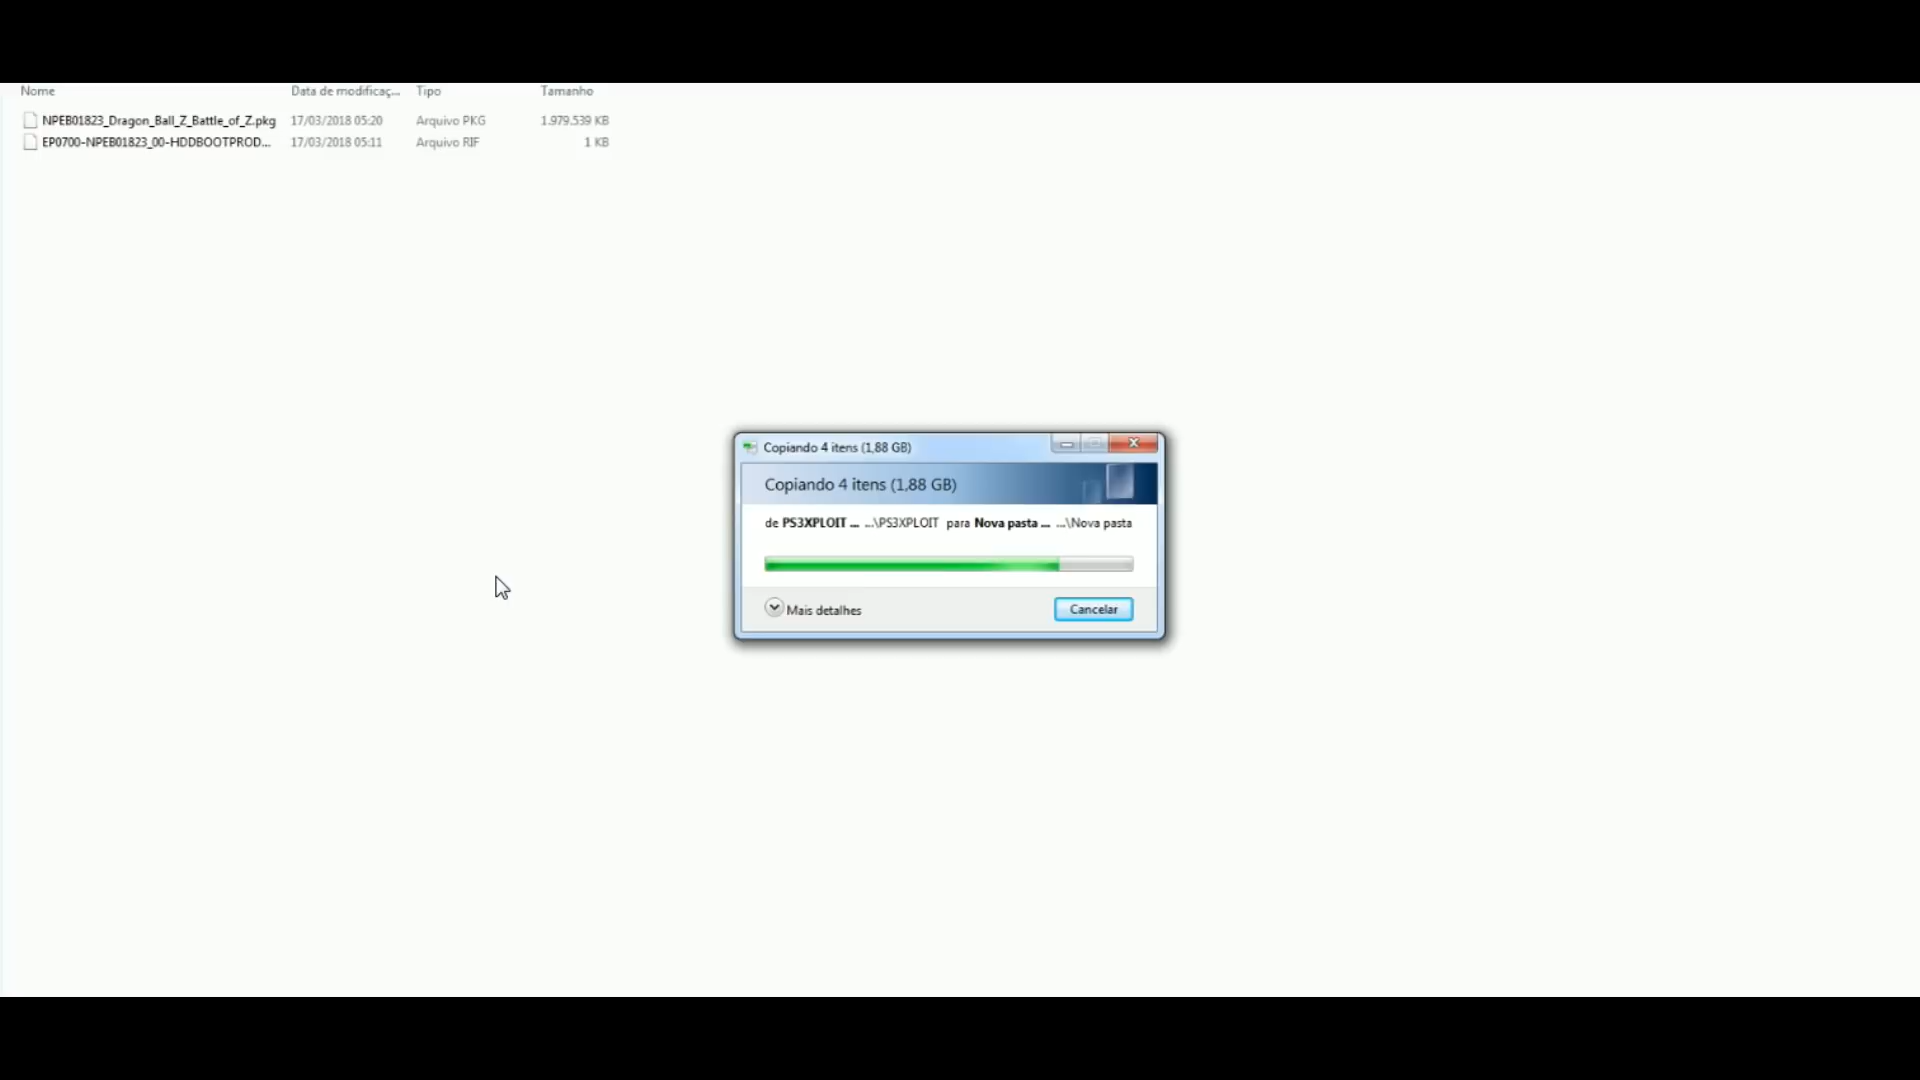 Nome Data de modificaç... Tipo Tamanho
NPEB01823_Dragon_Ball_Z_Battle_of_Z.pkg 17/03/2018 05:20 Arquivo PKG 1.979.539 KB
EP0700-NPEB01823_00-HDDBOOTPROD... 17/03/2018 05:11 Arquivo RIF 1 KB
Copiando 4 itens (1,88 GB)
Copiando 4 itens (1,88 GB)
de PS3XPLOIT ... ...\PS3XPLOIT para Nova pasta ... ...\Nova pasta
Mais detalhes Cancelar